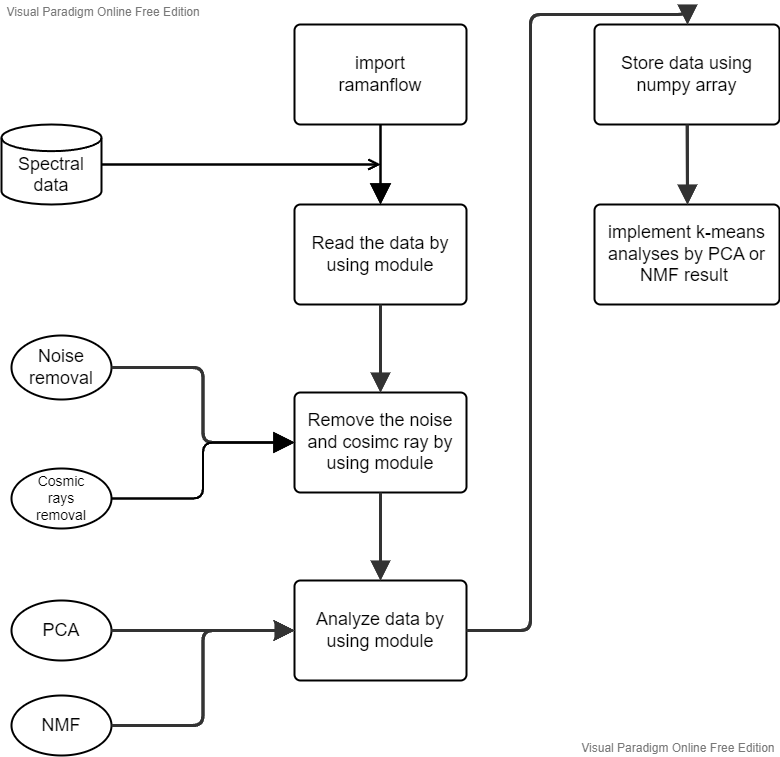 Visual Paradigm Online Free Edition
import
ramanflow
Spectral
data
Read the data by
using module
Noise
removal
Remove the noise
and cosimc ray by
using module
Cosmic
rays
removal
PCA
Analyze data by
using module
NMF
Store data using
numpy array
implement k-means
analyses by PCA or
NMF result
Visual Paradigm Online Free Edition